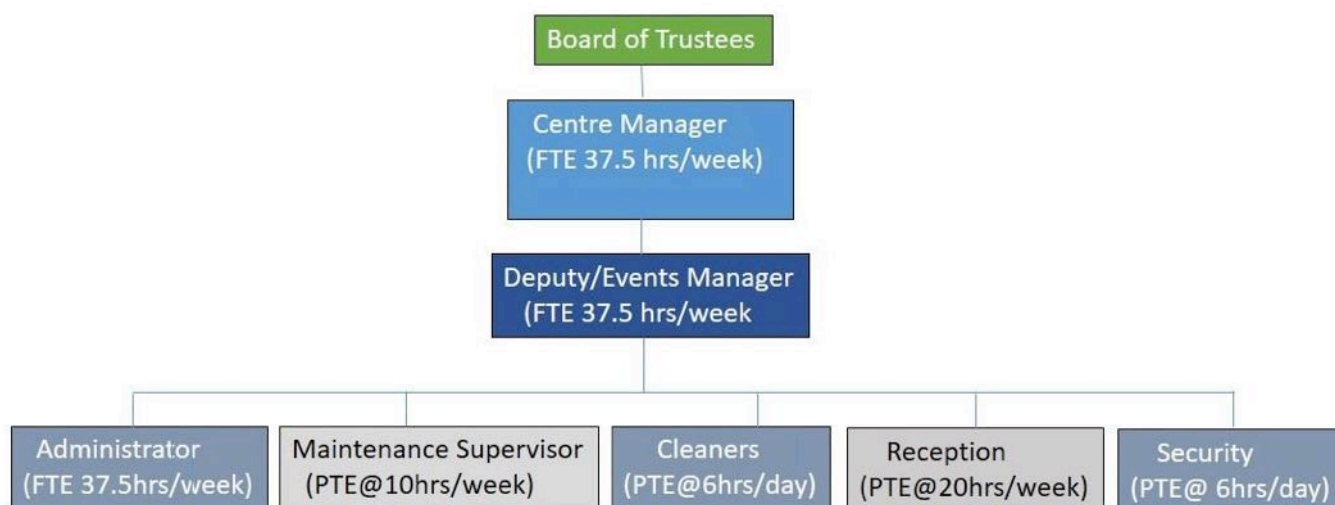 Board of Trustees
Centre Manager
(FTE 37.5 hrs/week)
Deputy/Events Manager
(FTE 37.5 hrs/week
Administrator
(FTE 37.5hrs/week)
Maintenance Supervisor
(PTE@10hrs/week)
Cleaners
(PTE@6hrs/day)
Reception
(PTE@20hrs/week)
Security
(PTE@ 6hrs/day)